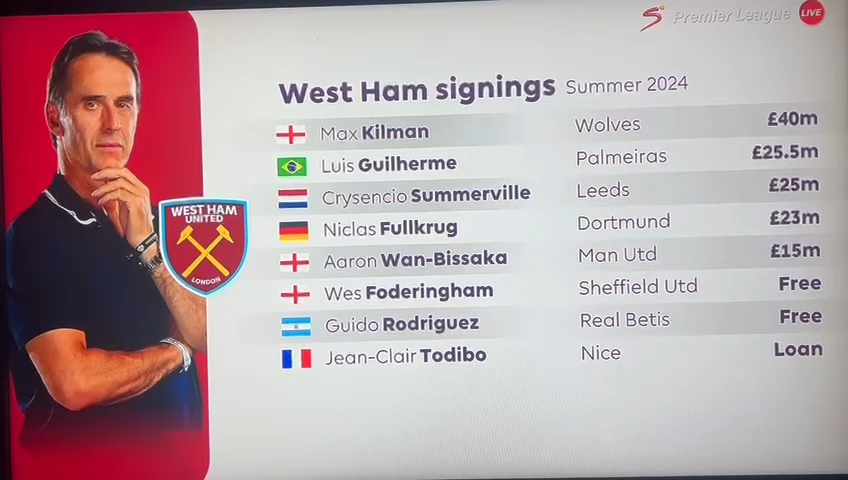 Premier League LIVE
West Ham signings Summer 2024
Max Kilman Wolves £40m
Luis Guilherme Palmeiras £25.5m
Crysencio Summerville Leeds £25m
Niclas Fullkrug Dortmund £23m
Aaron Wan-Bissaka Man Utd £15m
Wes Foderingham Sheffield Utd Free
Guido Rodriguez Real Betis Free
Jean-Clair Todibo Nice Loan
WEST HAM
UNITED
LONDON